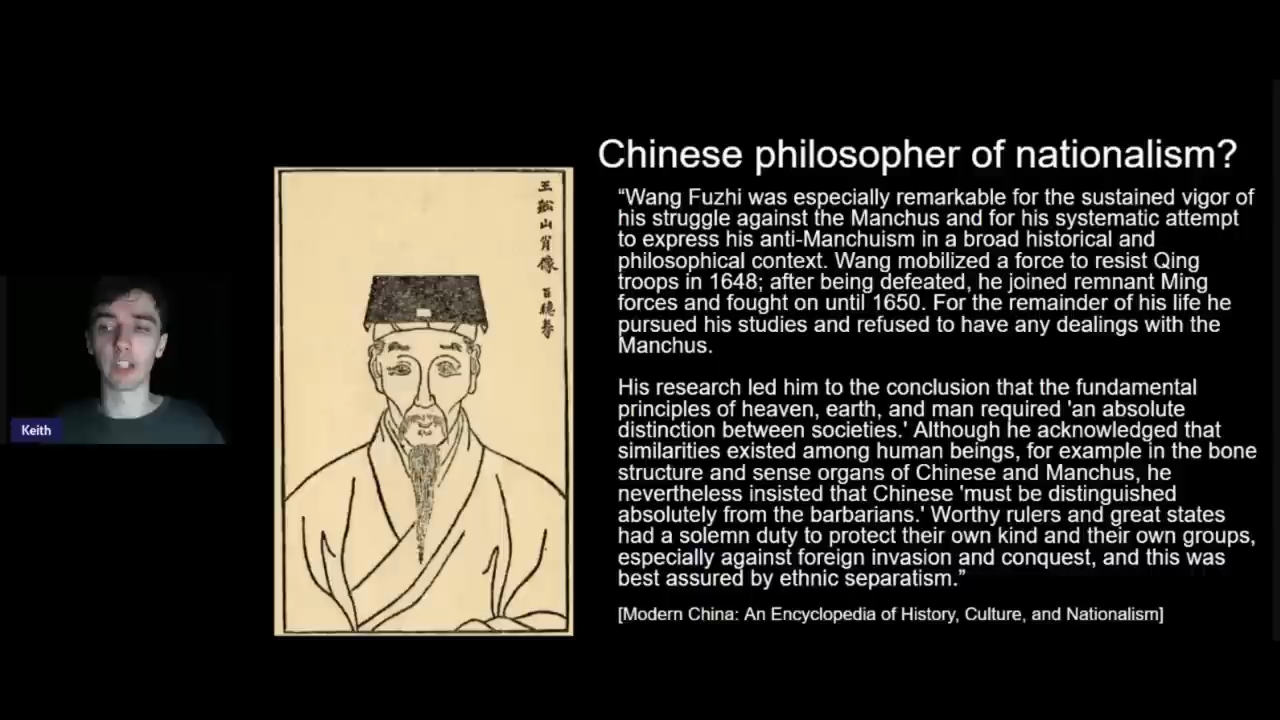 Chinese philosopher of nationalism?
“Wang Fuzhi was especially remarkable for the sustained vigor of
his struggle against the Manchus and for his systematic attempt
to express his anti-Manchuism in a broad historical and
philosophical context. Wang mobilized a force to resist Qing
troops in 1648; after being defeated, he joined remnant Ming
forces and fought on until 1650. For the remainder of his life he
pursued his studies and refused to have any dealings with the
Manchus.
His research led him to the conclusion that the fundamental
principles of heaven, earth, and man required 'an absolute
distinction between societies.' Although he acknowledged that
similarities existed among human beings, for example in the bone
structure and sense organs of Chinese and Manchus, he
nevertheless insisted that Chinese 'must be distinguished
absolutely from the barbarians.' Worthy rulers and great states
had a solemn duty to protect their own kind and their own groups,
especially against foreign invasion and conquest, and this was
best assured by ethnic separatism.”
[Modern China: An Encyclopedia of History, Culture, and Nationalism]
王船山肖像
Keith